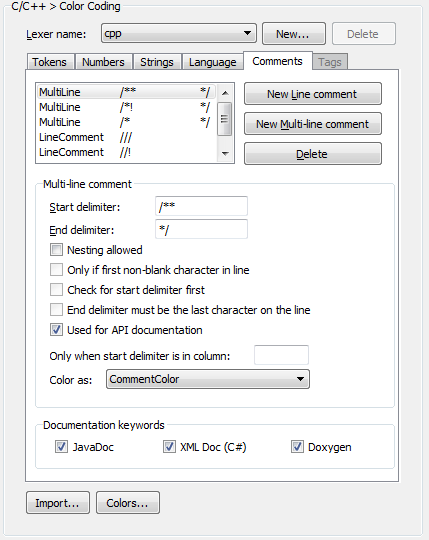 C/C++ > Color Coding
Lexer name: cpp New... Delete
Tokens Numbers Strings Language Comments Tags
MultiLine /** */
MultiLine /*! */
MultiLine /* */
LineComment ///
LineComment //!
New Line comment
New Multi-line comment
Delete
Multi-line comment
Start delimiter: /**
End delimiter: */
Nesting allowed
Only if first non-blank character in line
Check for start delimiter first
End delimiter must be the last character on the line
Used for API documentation
Only when start delimiter is in column:
Color as: CommentColor
Documentation keywords
JavaDoc XML Doc (C#) Doxygen
Import... Colors...